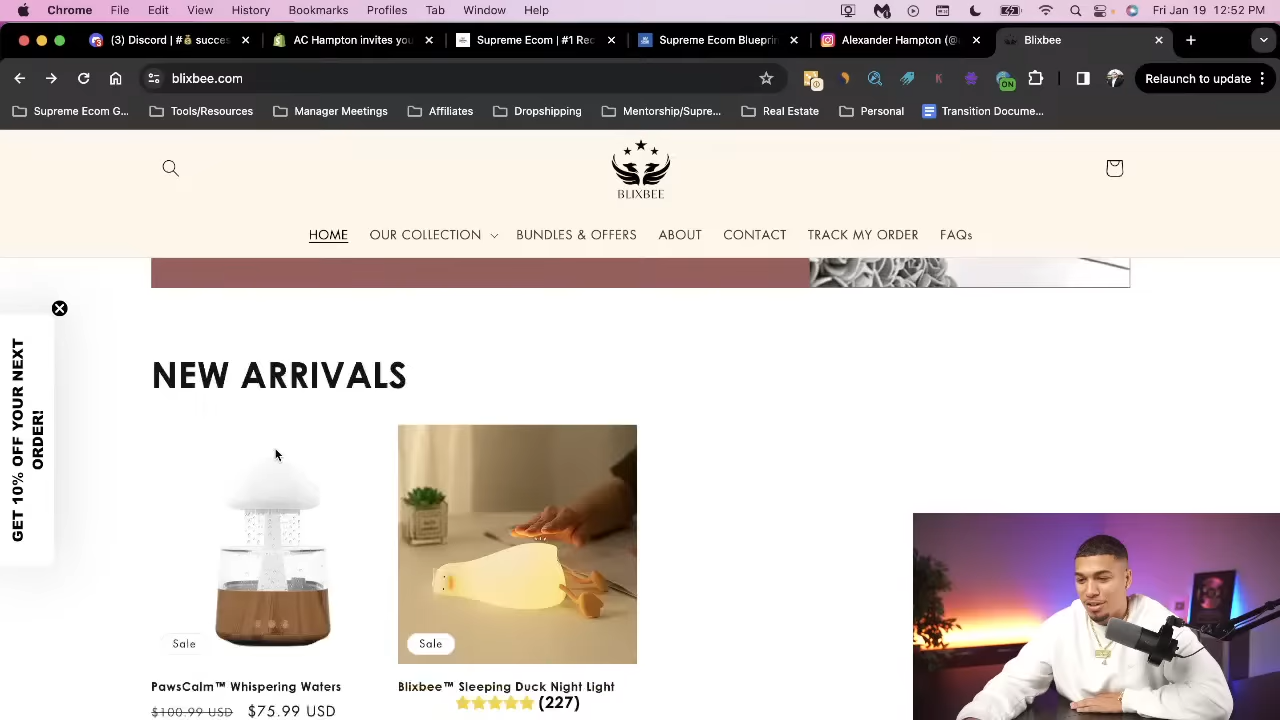 Chrome File Edit View History Bookmarks Profiles Tab Window Help Fri Jan 19 12:52 PM
(3) Discord | #💰 succes AC Hampton invites you Supreme Ecom | #1 Rec Supreme Ecom Blueprin Alexander Hampton (@ Blixbee
blixbee.com ON Relaunch to update
Supreme Ecom G... Tools/Resources Manager Meetings Affiliates Dropshipping Mentorship/Supre... Real Estate Personal Transition Docume...
BLIXBEE
HOME OUR COLLECTION BUNDLES & OFFERS ABOUT CONTACT TRACK MY ORDER FAQs
GET 10% OFF YOUR NEXT
ORDER!
NEW ARRIVALS
Sale Sale
PawsCalm™ Whispering Waters Blixbee™ Sleeping Duck Night Light
(227)
$100.99 USD $75.99 USD